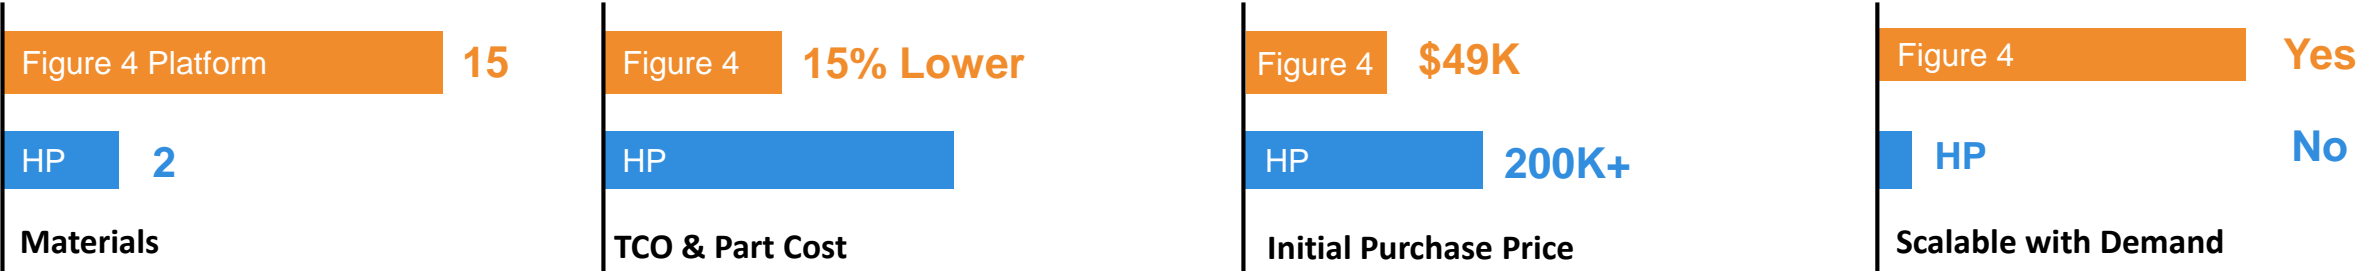 Figure 4 Platform 15
HP 2
Materials
Figure 4 15% Lower
HP
TCO & Part Cost
Figure 4 $49K
HP 200K+
Initial Purchase Price
Figure 4 Yes
HP No
Scalable with Demand